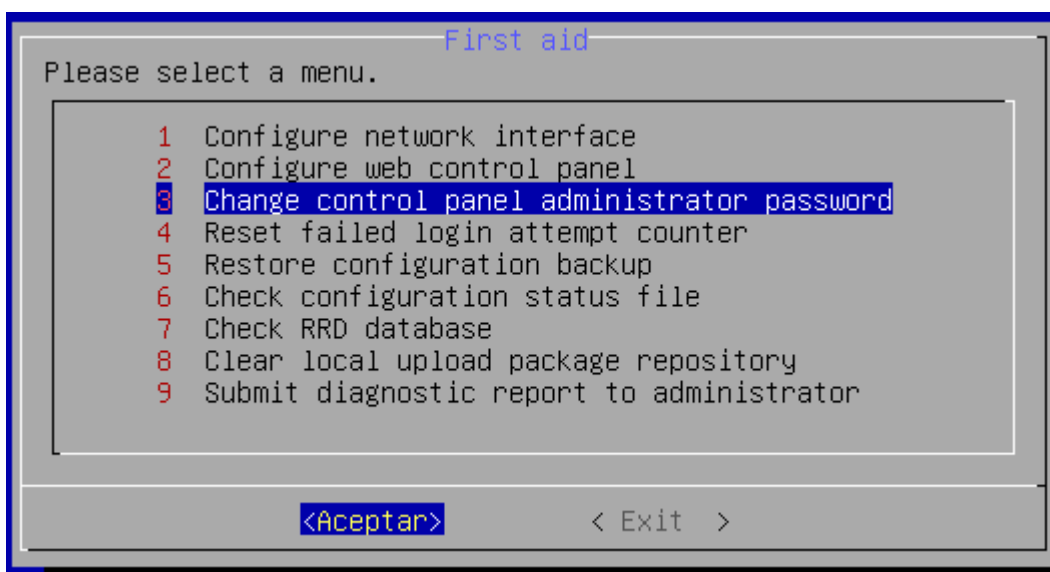 First aid
Please select a menu.
1 Configure network interface
2 Configure web control panel
3 Change control panel administrator password
4 Reset failed login attempt counter
5 Restore configuration backup
6 Check configuration status file
7 Check RRD database
8 Clear local upload package repository
9 Submit diagnostic report to administrator
<Aceptar> < Exit >